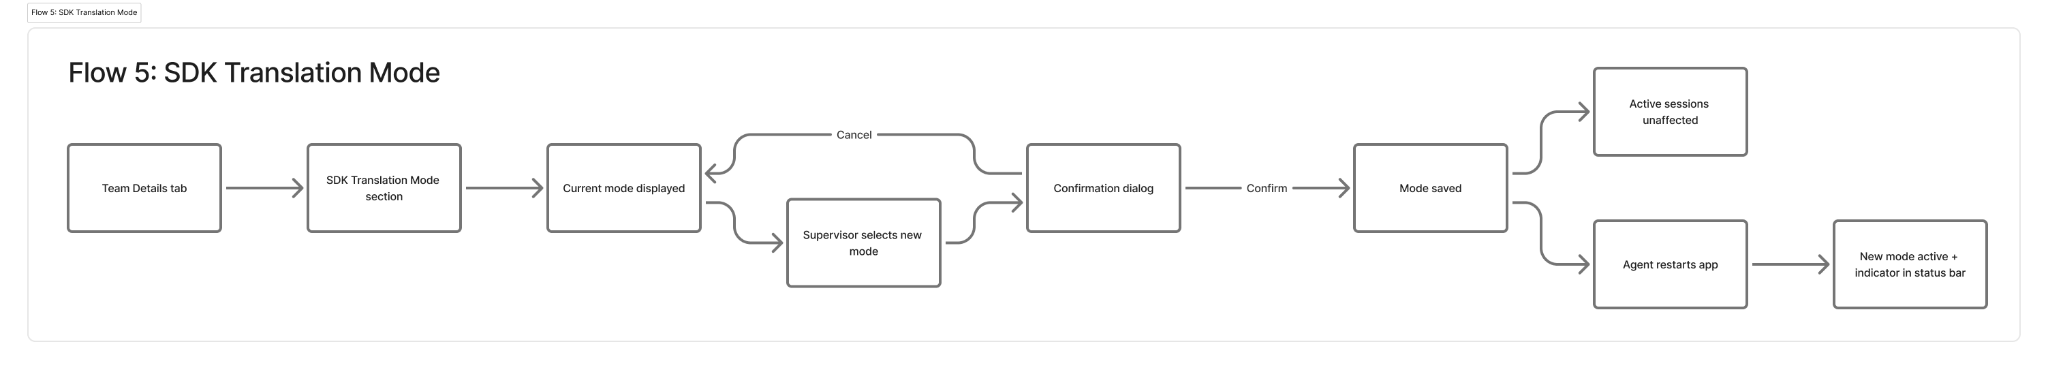 Flow 5: SDK Translation Mode
Flow 5: SDK Translation Mode
Team Details tab
SDK Translation Mode
section
Current mode displayed
Cancel
Supervisor selects new
mode
Confirmation dialog
Confirm
Mode saved
Active sessions
unaffected
Agent restarts app
New mode active +
indicator in status bar